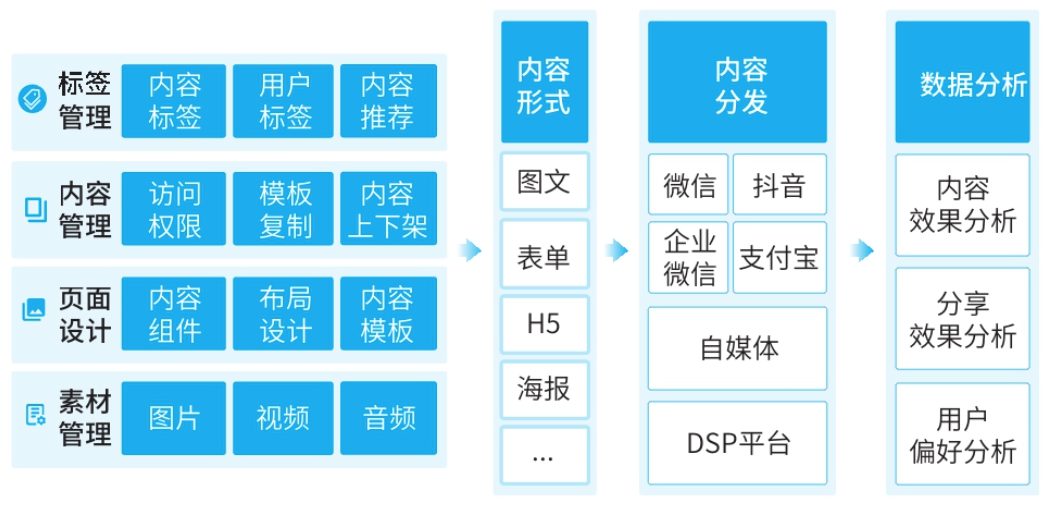 标签
管理
内容
标签
用户
标签
内容
推荐
内容
管理
访问
权限
模板
复制
内容
上下架
页面
设计
内容
组件
布局
设计
内容
模板
素材
管理
图片
视频
音频
内容
形式
图文
表单
H5
海报
...
内容
分发
微信
抖音
企业
微信
支付宝
自媒体
DSP平台
数据分析
内容
效果分析
分享
效果分析
用户
偏好分析